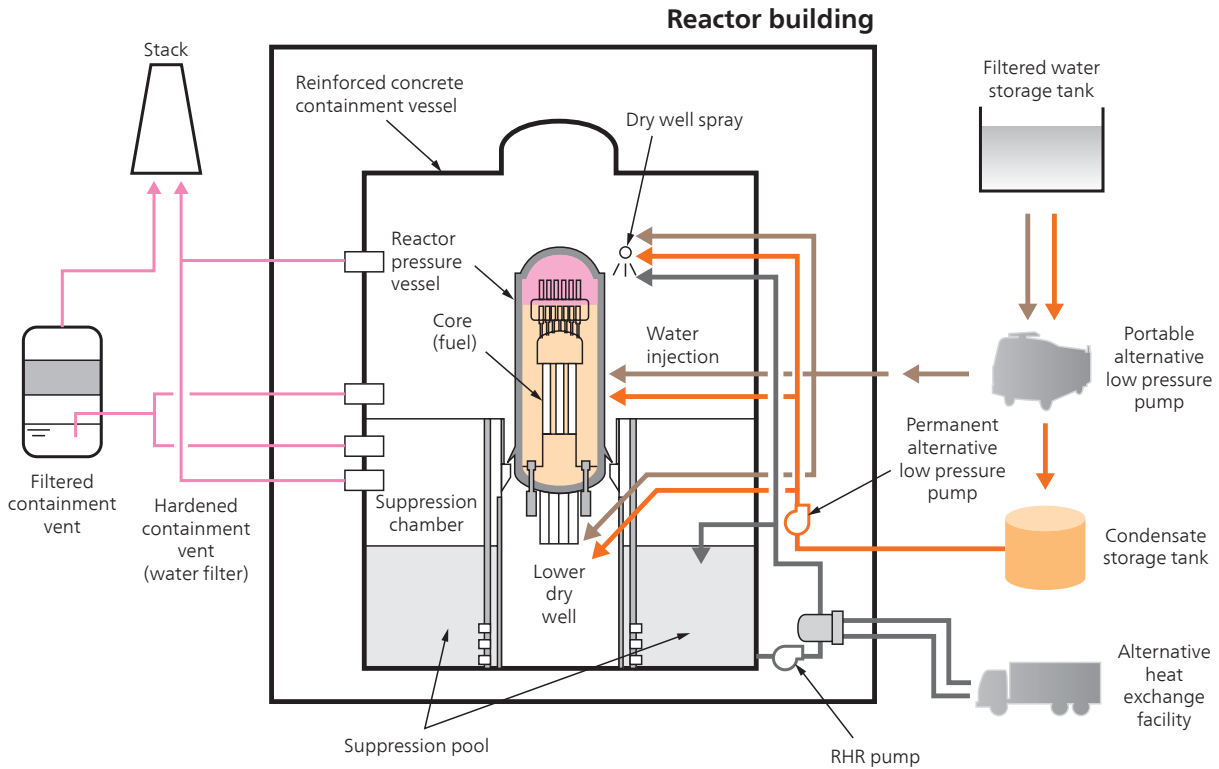 Reactor building
Stack
Reinforced concrete
containment vessel
Dry well spray
Filtered water
storage tank
Reactor
pressure
vessel
Core
(fuel)
Water
injection
Portable
alternative
low pressure
pump
Permanent
alternative
low pressure
pump
Filtered
containment
vent
Hardened
containment
vent
(water filter)
Suppression
chamber
Lower
dry
well
Condensate
storage tank
Alternative
heat
exchange
facility
Suppression pool
RHR pump